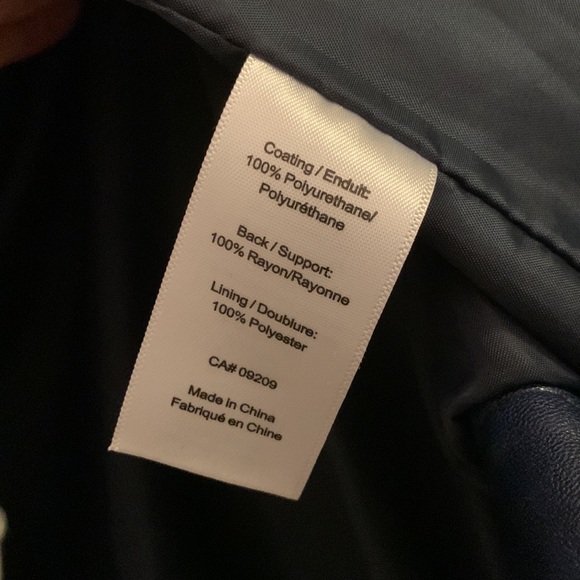 Coating / Enduit:
100% Polyurethane/
Polyuréthane
Back / Support:
100% Rayon/Rayonne
Lining / Doublure:
100% Polyester
CA# 09209
Made in China
Fabriqué en Chine